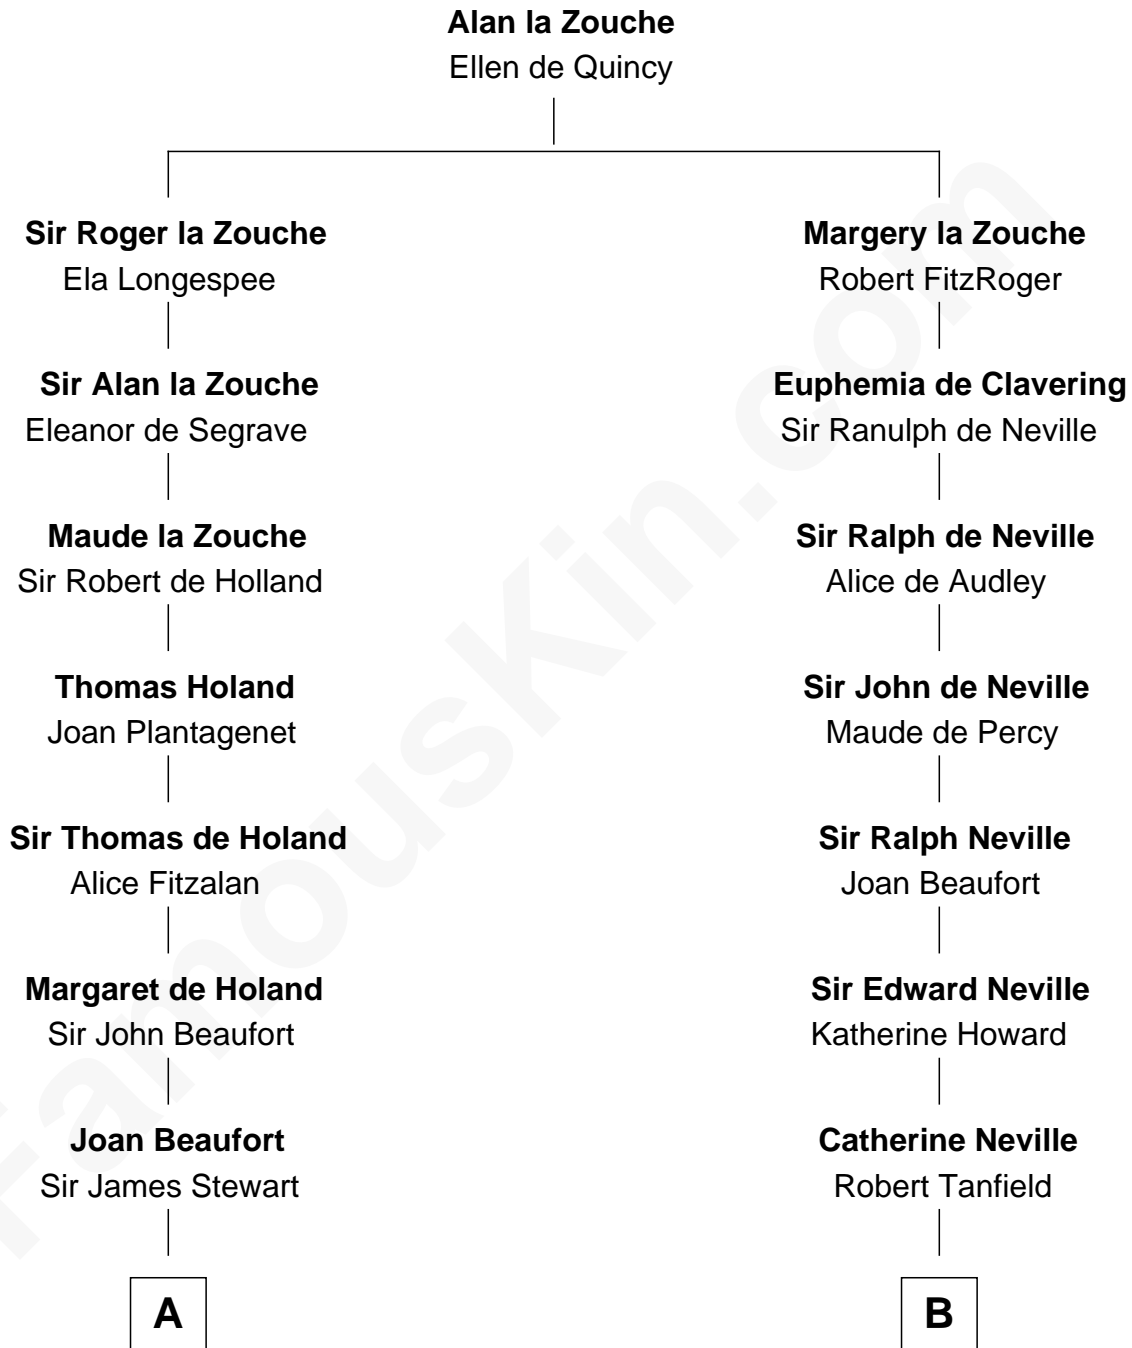 Alan la Zouche
Ellen de Quincy
Sir Roger la Zouche
Ela Longespee
Margery la Zouche
Robert FitzRoger
Sir Alan la Zouche
Eleanor de Segrave
Euphemia de Clavering
Sir Ranulph de Neville
Maude la Zouche
Sir Robert de Holland
Sir Ralph de Neville
Alice de Audley
Thomas Holand
Joan Plantagenet
Sir John de Neville
Maude de Percy
Sir Thomas de Holand
Alice Fitzalan
Sir Ralph Neville
Joan Beaufort
Margaret de Holand
Sir John Beaufort
Sir Edward Neville
Katherine Howard
Joan Beaufort
Sir James Stewart
Catherine Neville
Robert Tanfield
A
B
FamousKin.com